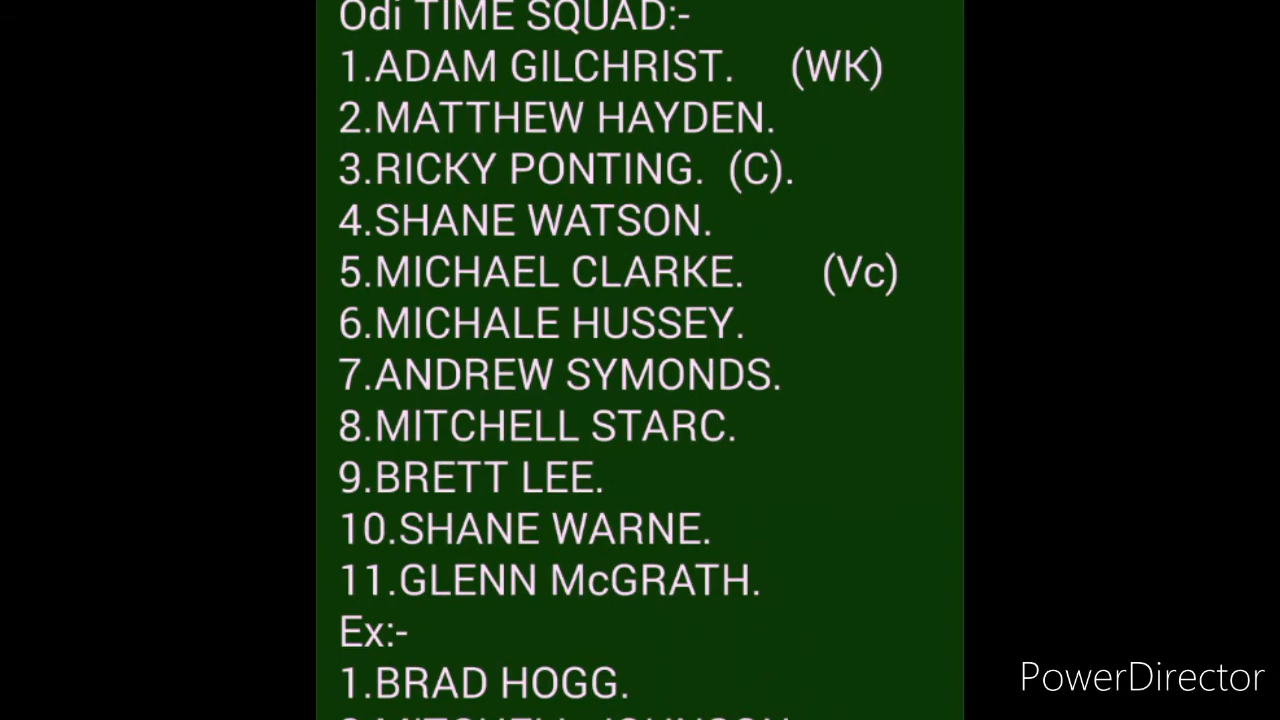 Odi TIME SQUAD:-
1.ADAM GILCHRIST. (WK)
2.MATTHEW HAYDEN.
3.RICKY PONTING. (C).
4.SHANE WATSON.
5.MICHAEL CLARKE. (Vc)
6.MICHALE HUSSEY.
7.ANDREW SYMONDS.
8.MITCHELL STARC.
9.BRETT LEE.
10.SHANE WARNE.
11.GLENN McGRATH.
Ex:-
1.BRAD HOGG.
PowerDirector